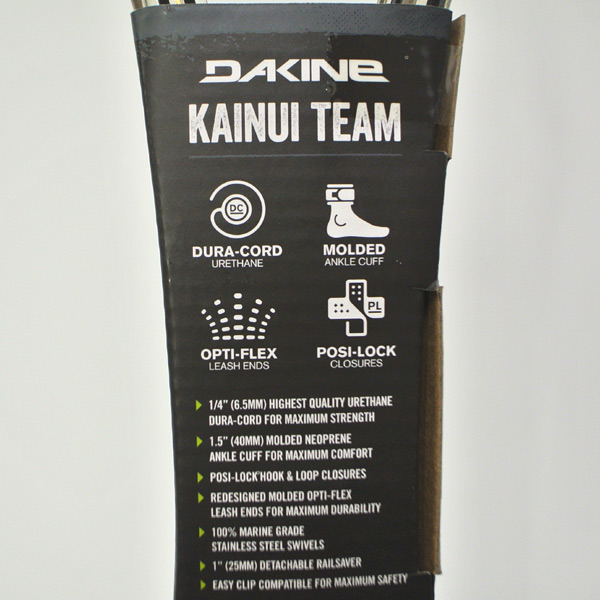 DAKINE
KAINUI TEAM
DC
DURA-CORD
URETHANE
MOLDED
ANKLE CUFF
PL
OPTI-FLEX
LEASH ENDS
POSI-LOCK
CLOSURES
1/4" (6.5MM) HIGHEST QUALITY URETHANE
DURA-CORD FOR MAXIMUM STRENGTH
1.5" (40MM) MOLDED NEOPRENE
ANKLE CUFF FOR MAXIMUM COMFORT
POSI-LOCK HOOK & LOOP CLOSURES
REDESIGNED MOLDED OPTI-FLEX
LEASH ENDS FOR MAXIMUM DURABILITY
100% MARINE GRADE
STAINLESS STEEL SWIVELS
1" (25MM) DETACHABLE RAILSAVER
EASY CLIP COMPATIBLE FOR MAXIMUM SAFETY